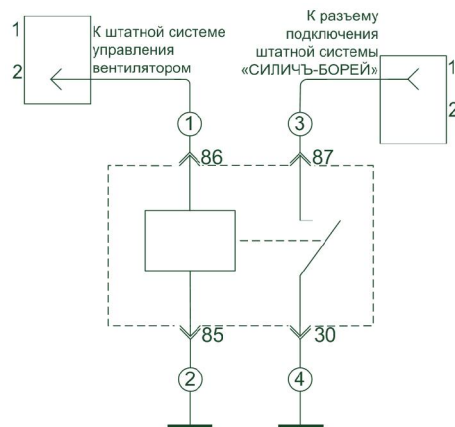 К штатной системе
управления
вентилятором
К разъему
подключения
штатной системы
«СИЛИЧЪ-БОРЕЙ»
1
2
1
2
1
3
86
87
85
30
2
4